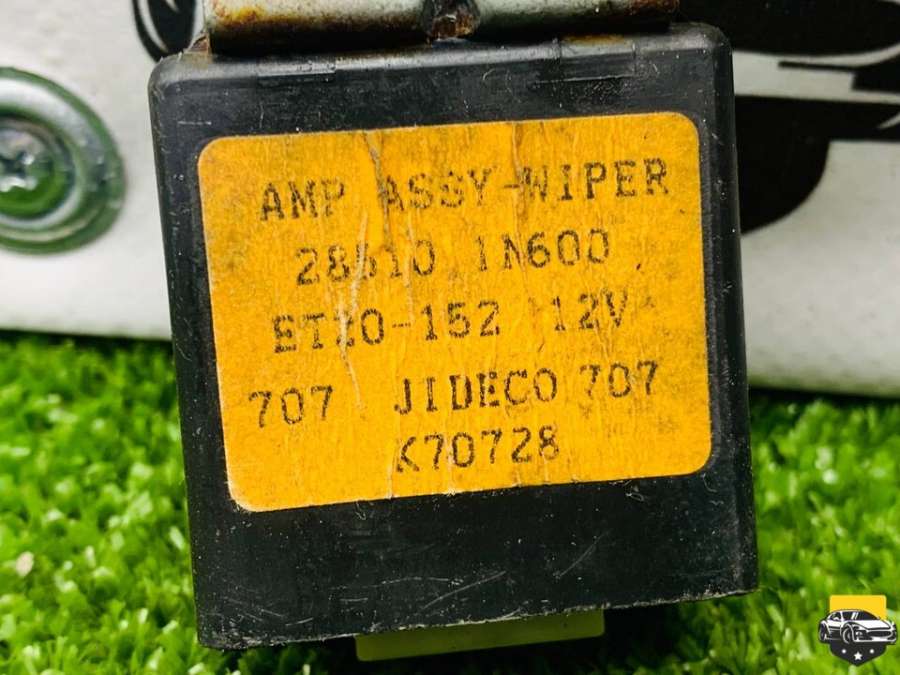 AMP ASSY-WIPER
28510 1N600
ET20-152 12V
707 JIDECO 707
K70728